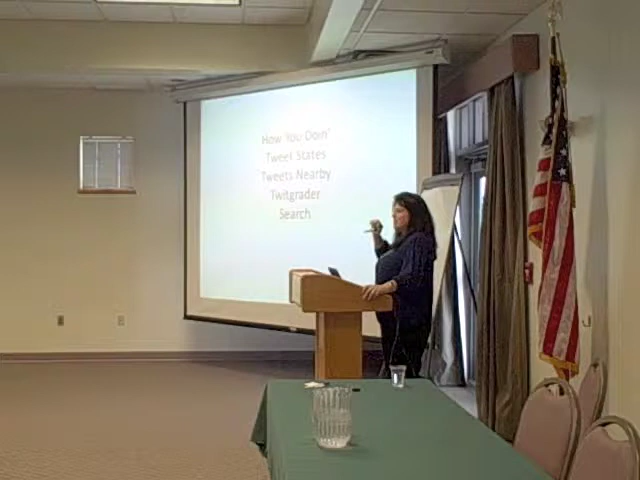 How You Doin'
Tweet States
Tweets Nearby
Twitgrader
Search